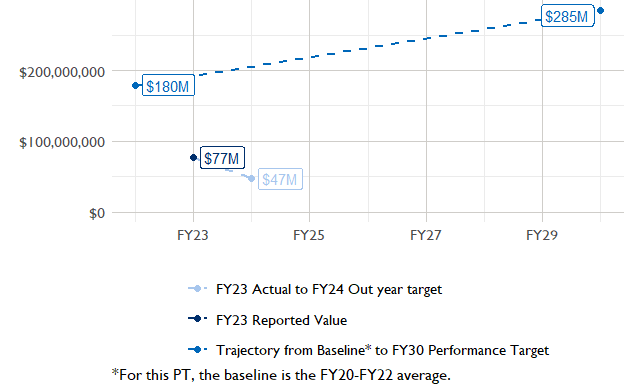 $285M
$200,000,000
$180M
$100,000,000
$77M
$47M
$0
FY23 FY25 FY27 FY29
FY23 Actual to FY24 Out year target
FY23 Reported Value
Trajectory from Baseline* to FY30 Performance Target
*For this PT, the baseline is the FY20-FY22 average.